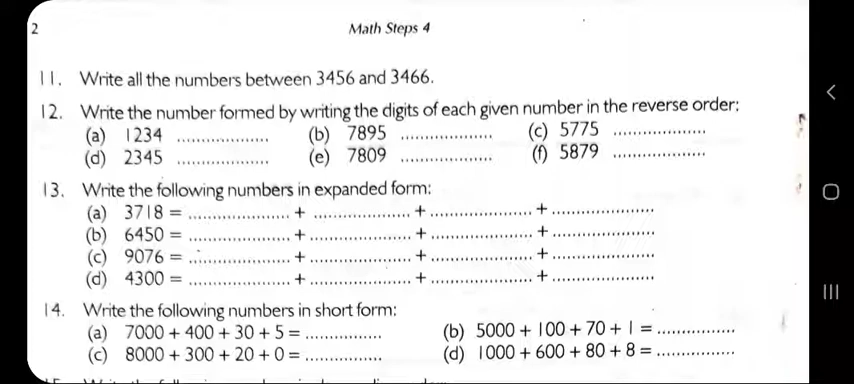 2
Math Steps 4
11. Write all the numbers between 3456 and 3466.
12. Write the number formed by writing the digits of each given number in the reverse order:
(a) 1234 .................. (b) 7895 .................. (c) 5775 ..................
(d) 2345 .................. (e) 7809 .................. (f) 5879 ..................
13. Write the following numbers in expanded form:
(a) 3718 = .................... + .................... + .................... + ....................
(b) 6450 = .................... + .................... + .................... + ....................
(c) 9076 = .................... + .................... + .................... + ....................
(d) 4300 = .................... + .................... + .................... + ....................
14. Write the following numbers in short form:
(a) 7000 + 400 + 30 + 5 = ................ (b) 5000 + 100 + 70 + 1 = ................
(c) 8000 + 300 + 20 + 0 = ................ (d) 1000 + 600 + 80 + 8 = ................